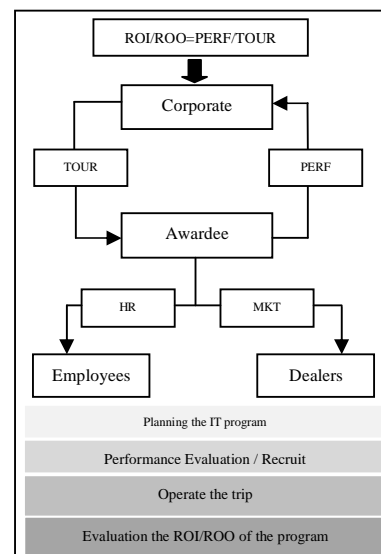 ROI/ROO=PERF/TOUR
Corporate
TOUR
PERF
Awardee
HR
MKT
Employees
Dealers
Planning the IT program
Performance Evaluation / Recruit
Operate the trip
Evaluation the ROI/ROO of the program